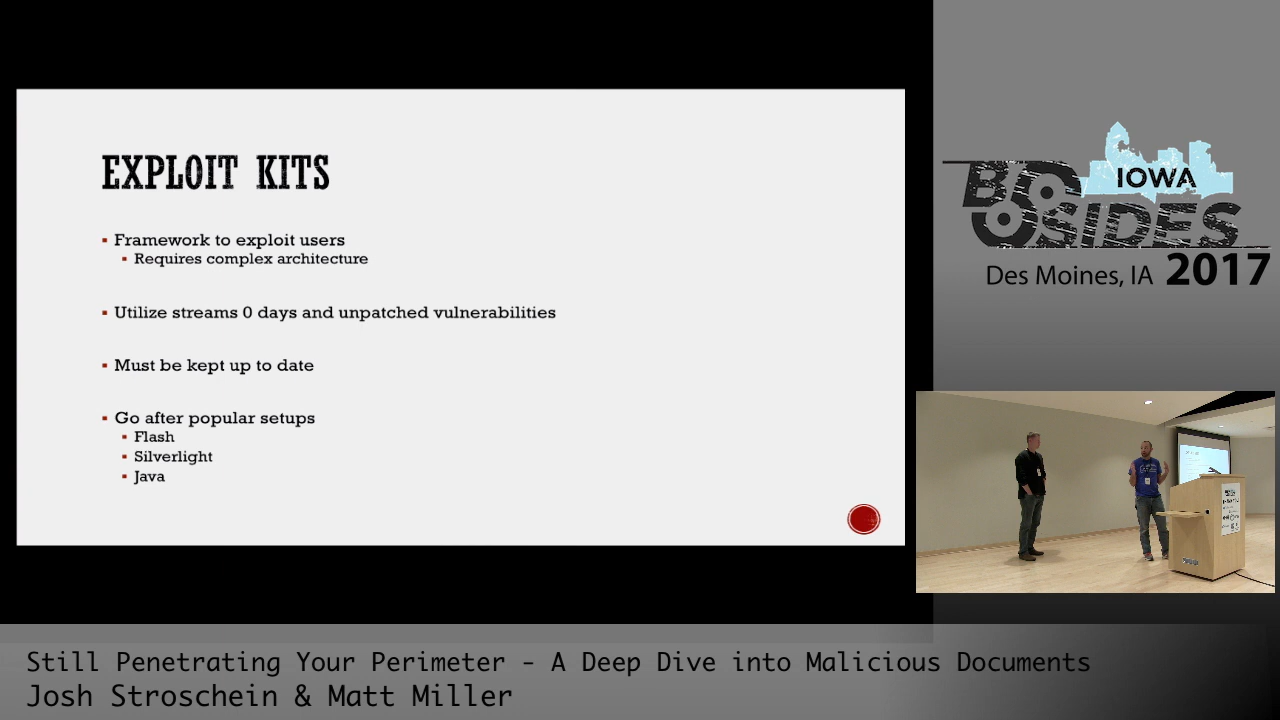 EXPLOIT KITS
Framework to exploit users
Requires complex architecture
Utilize streams 0 days and unpatched vulnerabilities
Must be kept up to date
Go after popular setups
Flash
Silverlight
Java
IOWA
BSIDES
Des Moines, IA 2017
Still Penetrating Your Perimeter - A Deep Dive into Malicious Documents
Josh Stroschein & Matt Miller